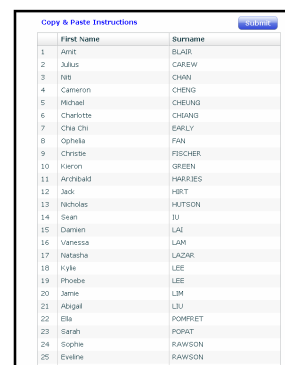 Copy & Paste Instructions Submit
First Name Surname
1 Amit BLAIR
2 Julius CAREW
3 Niti CHAN
4 Cameron CHENG
5 Michael CHEUNG
6 Charlotte CHIANG
7 Chia Chi EARLY
8 Ophelia FAN
9 Christie FISCHER
10 Kieron GREEN
11 Archibald HARRIES
12 Jack HIRT
13 Nicholas HUTSON
14 Sean IU
15 Damien LAI
16 Vanessa LAM
17 Natasha LAZAR
18 Kylie LEE
19 Phoebe LEE
20 Jamie LIM
21 Abigail LIU
22 Ella POMFRET
23 Sarah POPAT
24 Sophie RAWSON
25 Eveline RAWSON